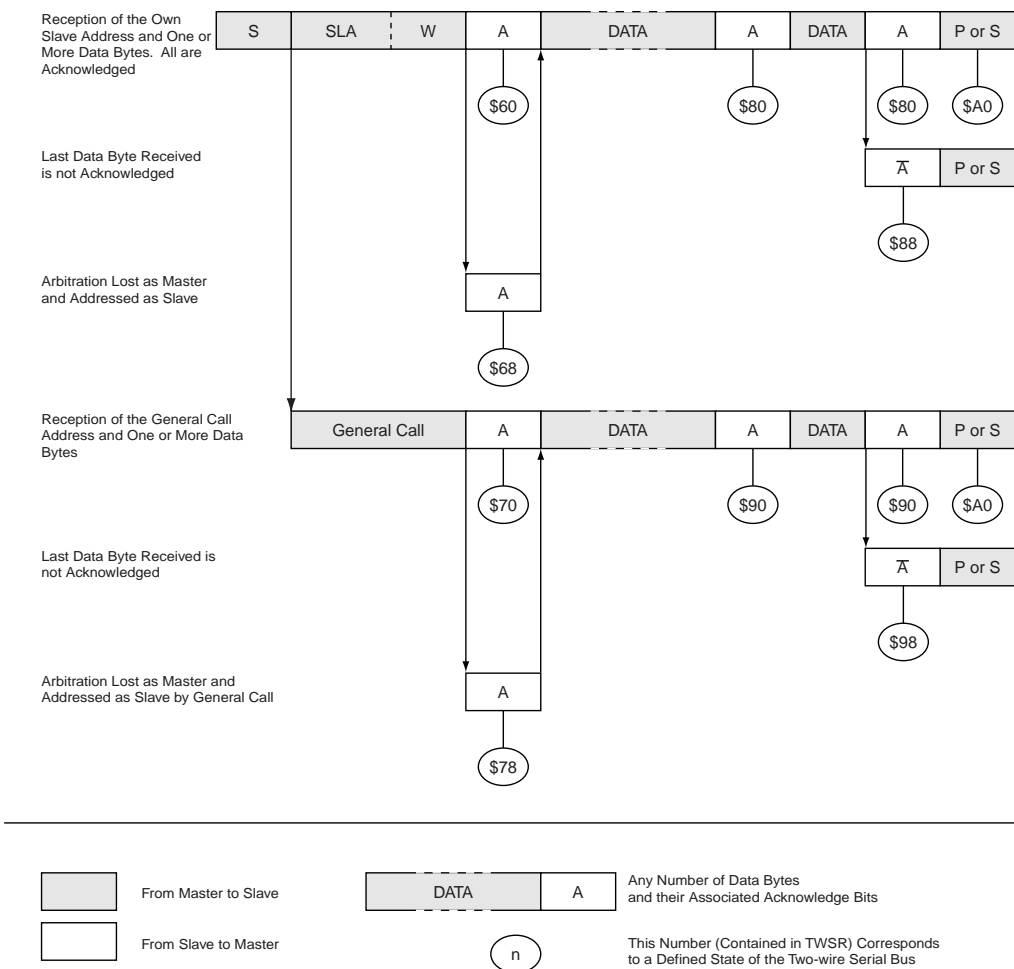 Reception of the Own
Slave Address and One or
More Data Bytes. All are
Acknowledged
S SLA W A DATA A DATA A P or S
$60 $80 $80 $A0
Last Data Byte Received
is not Acknowledged
A̅ P or S
$88
Arbitration Lost as Master
and Addressed as Slave
A
$68
Reception of the General Call
Address and One or More Data
Bytes
General Call A DATA A DATA A P or S
$70 $90 $90 $A0
Last Data Byte Received is
not Acknowledged
A̅ P or S
$98
Arbitration Lost as Master and
Addressed as Slave by General Call
A
$78
From Master to Slave
DATA A
Any Number of Data Bytes
and their Associated Acknowledge Bits
From Slave to Master
n
This Number (Contained in TWSR) Corresponds
to a Defined State of the Two-wire Serial Bus